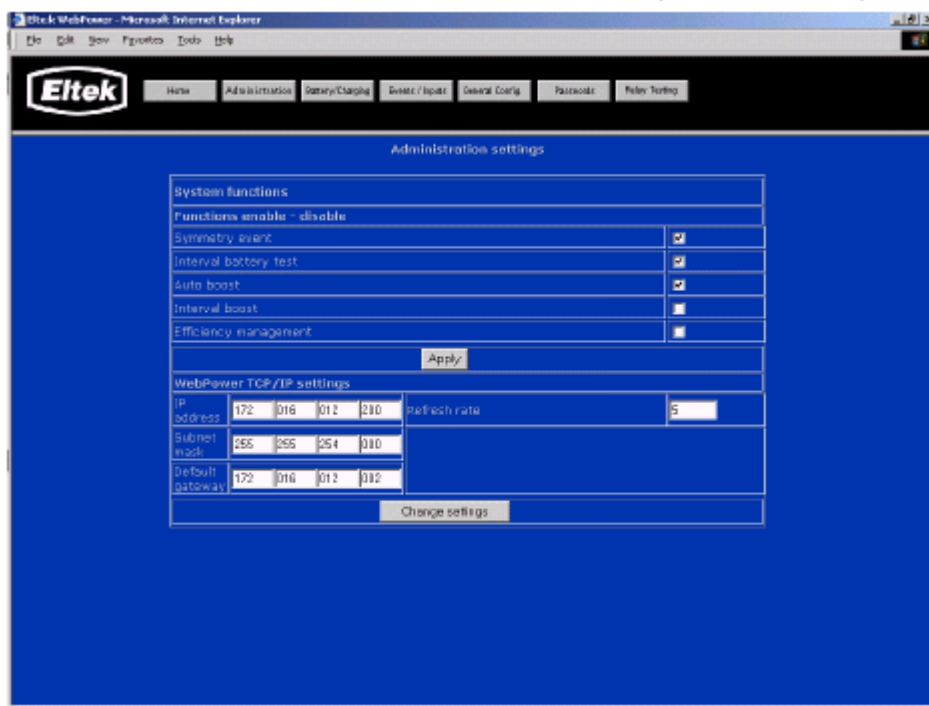 Eltek WebPower - Microsoft Internet Explorer
File Edit View Favorites Tools Help
Eltek
Home Administration Battery/Charging Events / Inputs General Config. Passwords Relay Testing
Administration settings
System functions
Functions enable - disable
Symmetry event
Interval battery test
Auto boost
Interval boost
Efficiency management
Apply
WebPower TCP/IP settings
IP address 172 016 012 Refresh rate 5
Subnet mask 255 255 254 000
Default gateway 172 016 012 002
Change settings